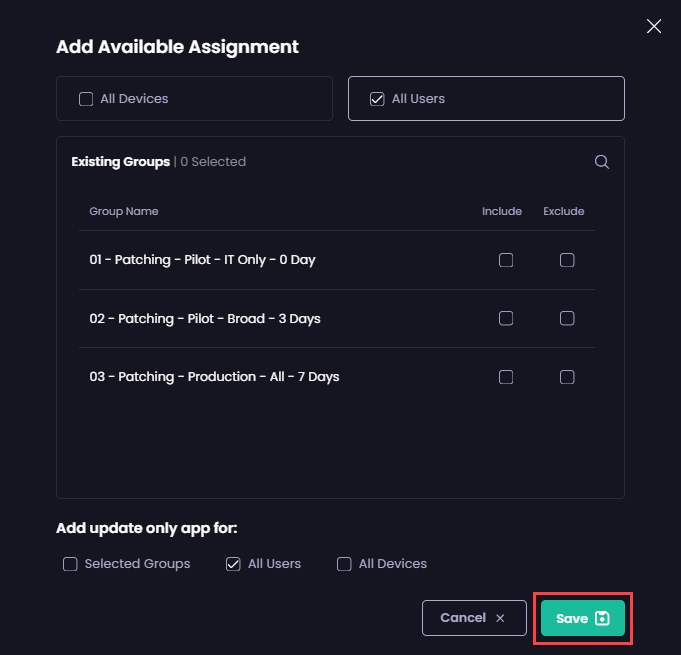 Add Available Assignment
All Devices
All Users
Existing Groups | 0 Selected
Group Name Include Exclude
01 - Patching - Pilot - IT Only - 0 Day
02 - Patching - Pilot - Broad - 3 Days
03 - Patching - Production - All - 7 Days
Add update only app for:
Selected Groups All Users All Devices
Cancel Save